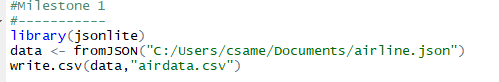 #Milestone 1
#-----------
library(jsonlite)
data <- fromJSON("C:/Users/csame/Documents/airline.json")
write.csv(data,"airdata.csv")